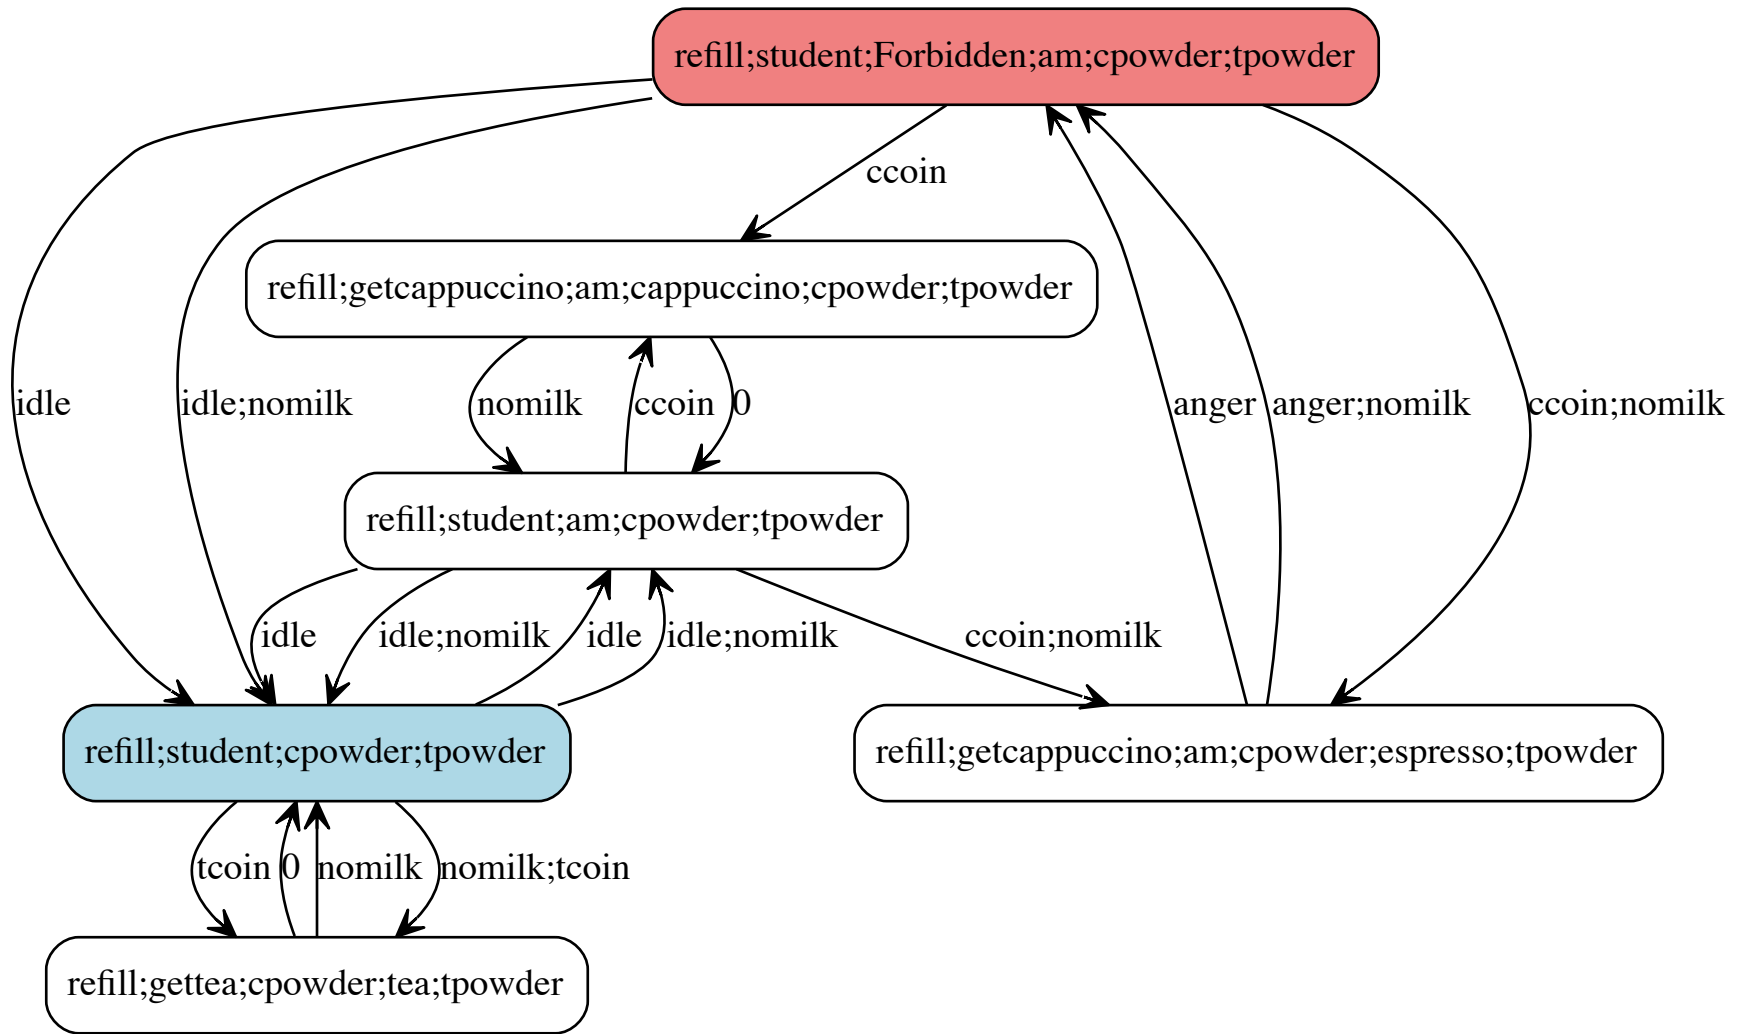 refill;student;Forbidden;am;cpowder;tpowder
ccoin
refill;getcappuccino;am;cappuccino;cpowder;tpowder
idle
idle;nomilk
nomilk
ccoin
0
anger
anger;nomilk
ccoin;nomilk
refill;student;am;cpowder;tpowder
idle
idle;nomilk
idle
idle;nomilk
ccoin;nomilk
refill;student;cpowder;tpowder
refill;getcappuccino;am;cpowder;espresso;tpowder
tcoin
0
nomilk
nomilk;tcoin
refill;gettea;cpowder;tea;tpowder